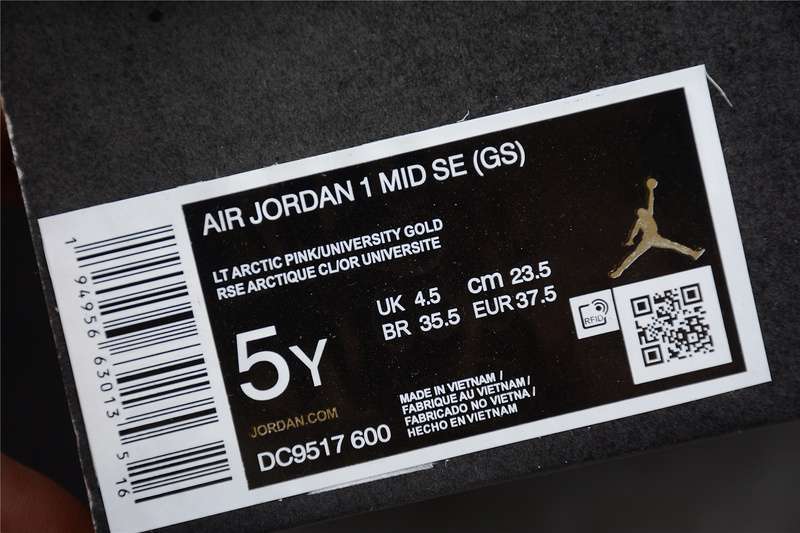 AIR JORDAN 1 MID SE (GS)
LT ARCTIC PINK/UNIVERSITY GOLD
RSE ARCTIQUE CL/OR UNIVERSITE
UK 4.5 cm 23.5
BR 35.5 EUR 37.5
5Y
RFID
JORDAN.COM
DC9517 600
MADE IN VIETNAM /
FABRIQUE AU VIETNAM /
FABRICADO NO VIETNA /
HECHO EN VIETNAM
1 94956 63013 5 16